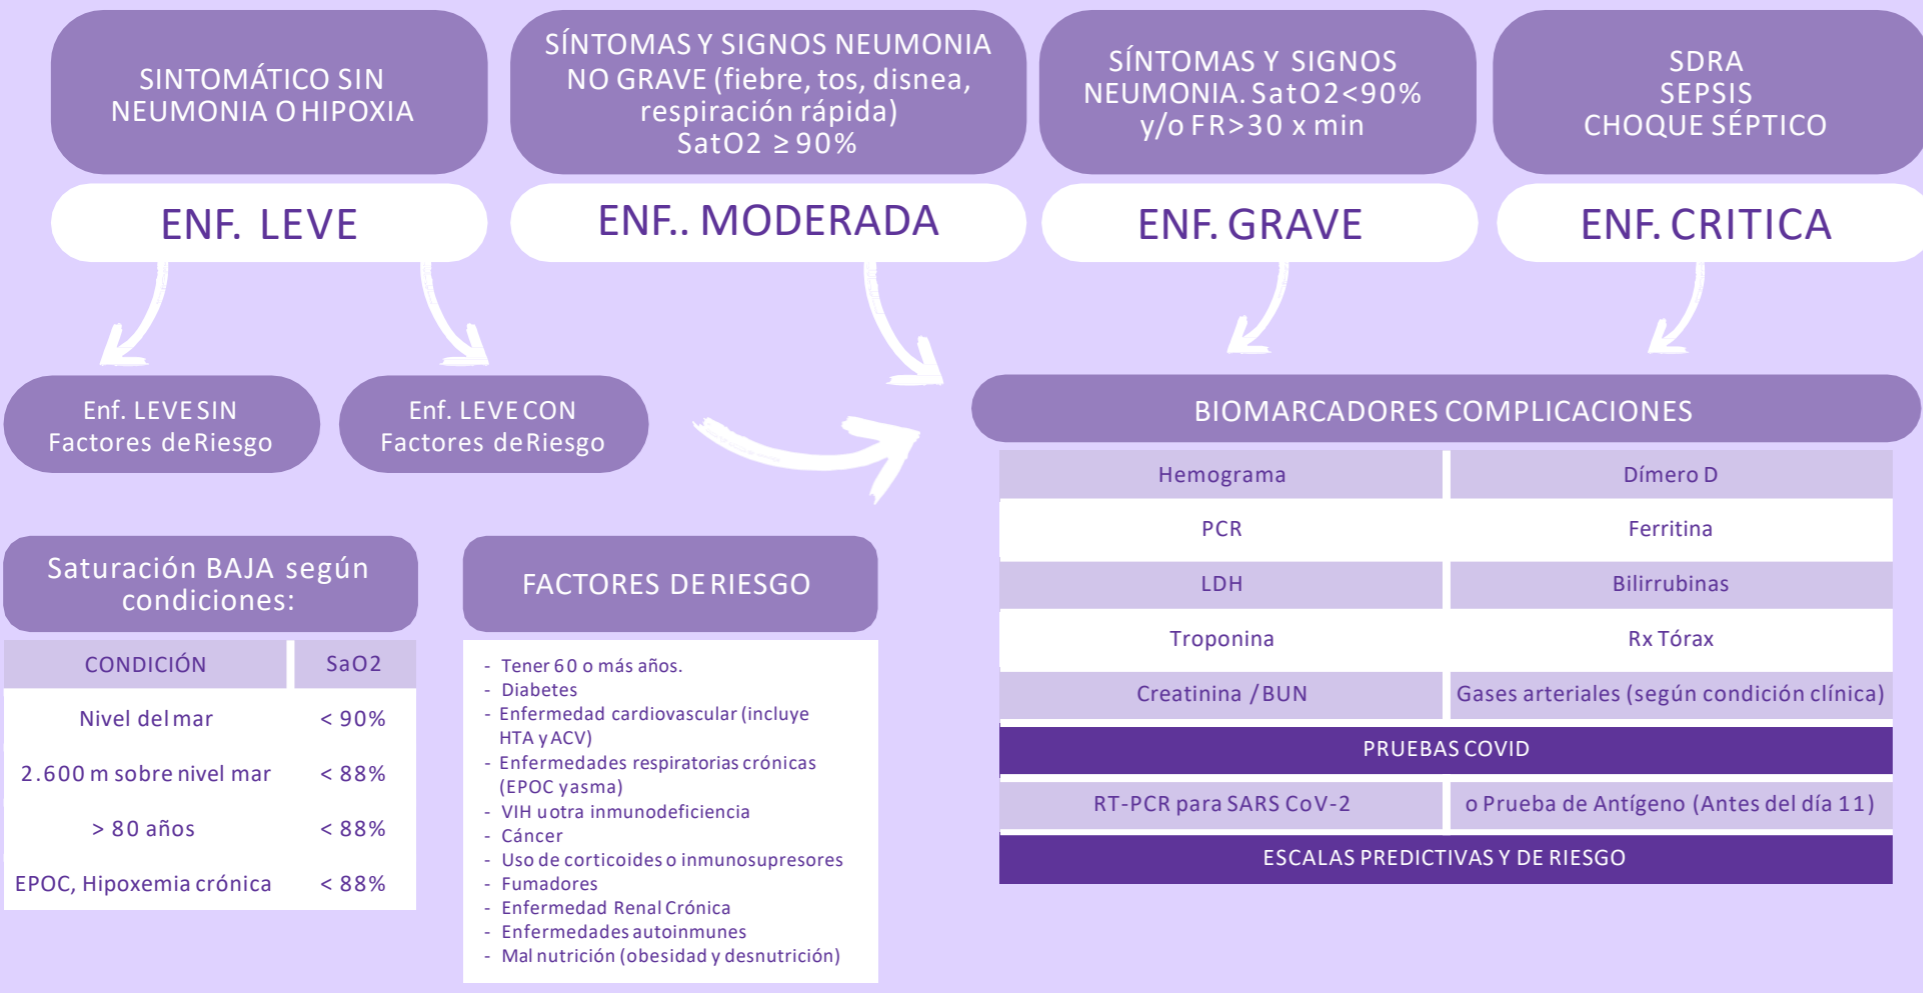 SINTOMÁTICO SIN
NEUMONIA O HIPOXIA
ENF. LEVE
SÍNTOMAS Y SIGNOS NEUMONIA
NO GRAVE (fiebre, tos, disnea,
respiración rápida)
SatO2 ≥ 90%
ENF.. MODERADA
SÍNTOMAS Y SIGNOS
NEUMONIA. SatO2<90%
y/o FR>30 x min
ENF. GRAVE
SDRA
SEPSIS
CHOQUE SÉPTICO
ENF. CRITICA
Enf. LEVE SIN
Factores de Riesgo
Enf. LEVE CON
Factores de Riesgo
Saturación BAJA según
condiciones:
CONDICIÓN SaO2
Nivel del mar < 90%
2.600 m sobre nivel mar < 88%
> 80 años < 88%
EPOC, Hipoxemia crónica < 88%
FACTORES DE RIESGO
- Tener 60 o más años.
- Diabetes
- Enfermedad cardiovascular (incluye
HTA y ACV)
- Enfermedades respiratorias crónicas
(EPOC y asma)
- VIH u otra inmunodeficiencia
- Cáncer
- Uso de corticoides o inmunosupresores
- Fumadores
- Enfermedad Renal Crónica
- Enfermedades autoinmunes
- Mal nutrición (obesidad y desnutrición)
BIOMARCADORES COMPLICACIONES
Hemograma Dímero D
PCR Ferritina
LDH Bilirrubinas
Troponina Rx Tórax
Creatinina / BUN Gases arteriales (según condición clínica)
PRUEBAS COVID
RT-PCR para SARS CoV-2 o Prueba de Antígeno (Antes del día 11)
ESCALAS PREDICTIVAS Y DE RIESGO